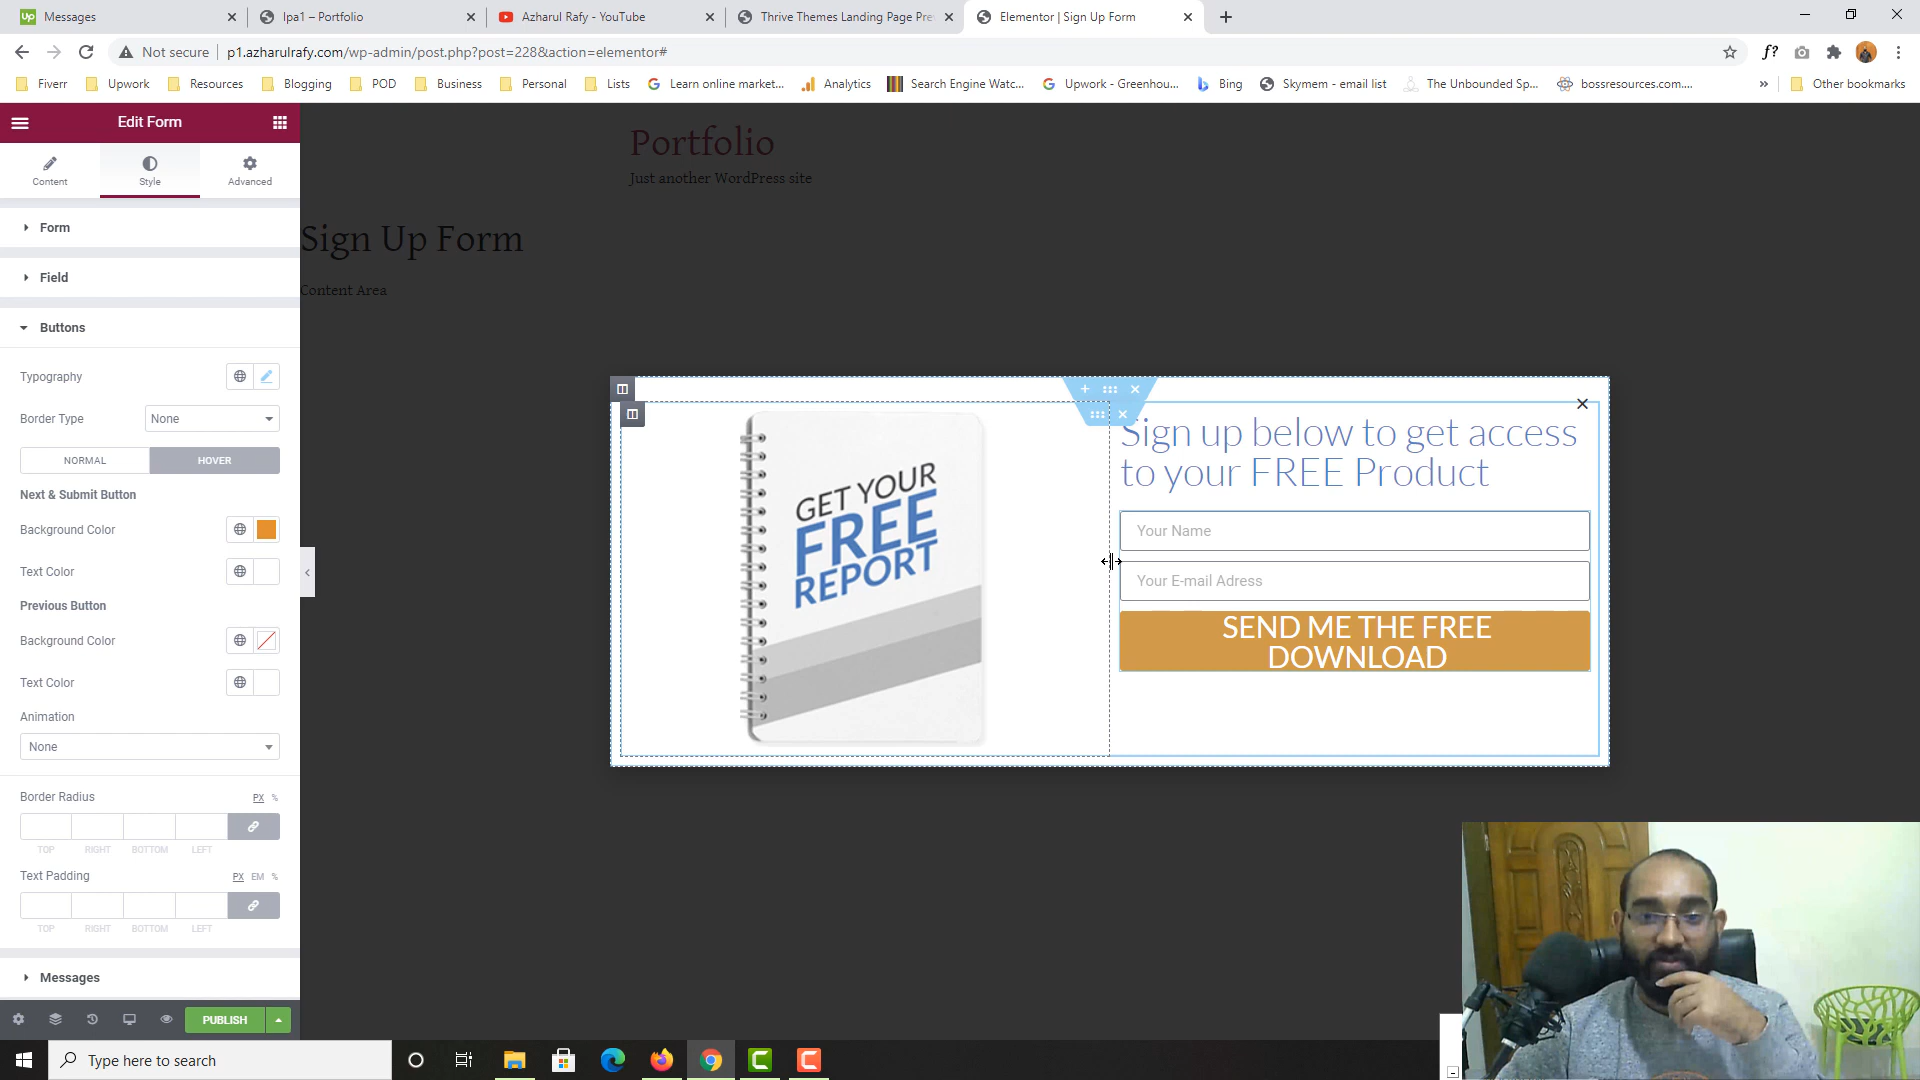 Messages
lpa1 – Portfolio
Azharul Rafy - YouTube
Thrive Themes Landing Page Pre
Elementor | Sign Up Form
Not secure
p1.azharulrafy.com/wp-admin/post.php?post=228&action=elementor#
Fiverr
Upwork
Resources
Blogging
POD
Business
Personal
Lists
Learn online market...
Analytics
Search Engine Watc...
Upwork - Greenhou...
Bing
Skymem - email list
The Unbounded Sp...
bossresources.com....
Other bookmarks
Edit Form
Content
Style
Advanced
Form
Field
Buttons
Typography
Border Type
None
NORMAL
HOVER
Next & Submit Button
Background Color
Text Color
Previous Button
Background Color
Text Color
Animation
None
Border Radius
PX %
TOP RIGHT BOTTOM LEFT
Text Padding
PX EM %
TOP RIGHT BOTTOM LEFT
Messages
PUBLISH
Portfolio
Just another WordPress site
Sign Up Form
Content Area
GET YOUR
FREE
REPORT
Sign up below to get access
to your FREE Product
Your Name
Your E-mail Adress
SEND ME THE FREE
DOWNLOAD
Type here to search